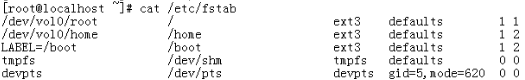 [root@localhost ~]# cat /etc/fstab
/dev/vol0/root / ext3 defaults 1 1
/dev/vol0/home /home ext3 defaults 1 2
LABEL=/boot /boot ext3 defaults 1 2
tmpfs /dev/shm tmpfs defaults 0 0
devpts /dev/pts devpts gid=5,mode=620 0 0